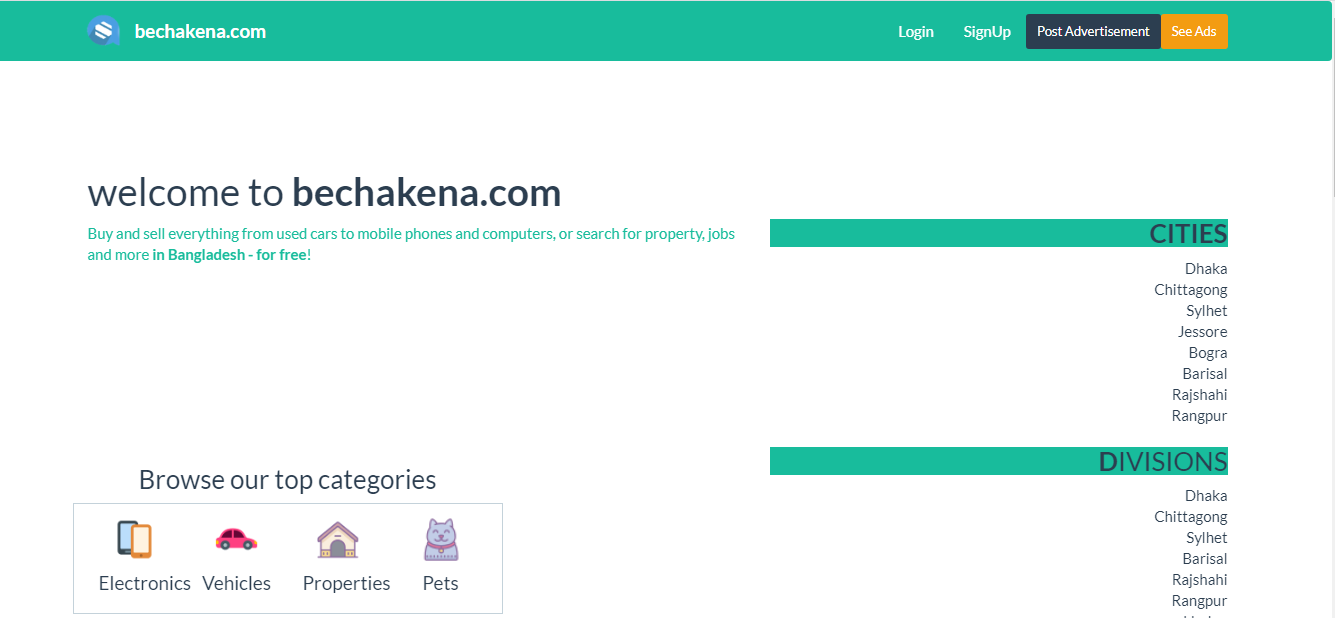 bechakena.com
Login SignUp Post Advertisement See Ads
welcome to bechakena.com
Buy and sell everything from used cars to mobile phones and computers, or search for property, jobs
and more in Bangladesh - for free!
CITIES
Dhaka
Chittagong
Sylhet
Jessore
Bogra
Barisal
Rajshahi
Rangpur
DIVISIONS
Dhaka
Chittagong
Sylhet
Barisal
Rajshahi
Rangpur
Browse our top categories
Electronics Vehicles Properties Pets